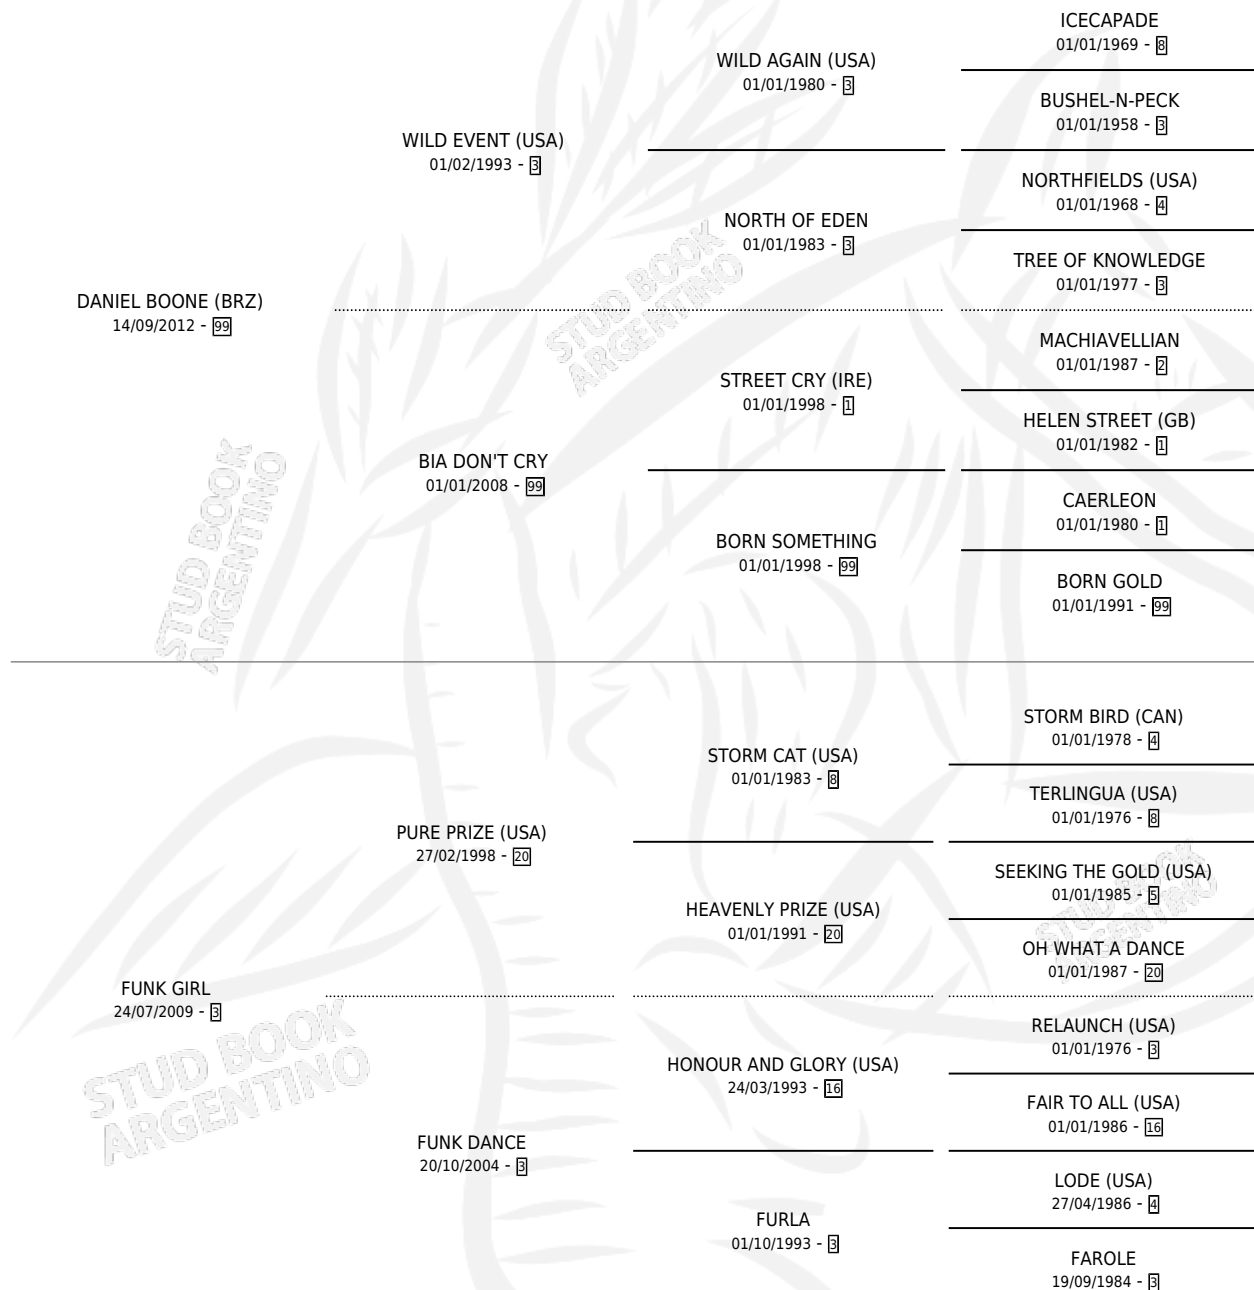 ICECAPADE
01/01/1969 - 8
WILD AGAIN (USA)
01/01/1980 - 3
BUSHEL-N-PECK
01/01/1958 - 3
WILD EVENT (USA)
01/02/1993 - 3
NORTHFIELDS (USA)
01/01/1968 - 4
NORTH OF EDEN
01/01/1983 - 3
TREE OF KNOWLEDGE
01/01/1977 - 3
DANIEL BOONE (BRZ)
14/09/2012 - 99
STUD BOOK
ARGENTINO
MACHIAVELLIAN
01/01/1987 - 2
STREET CRY (IRE)
01/01/1998 - 1
HELEN STREET (GB)
01/01/1982 - 1
BIA DON'T CRY
01/01/2008 - 99
CAERLEON
01/01/1980 - 1
BORN SOMETHING
01/01/1998 - 99
BORN GOLD
01/01/1991 - 99
STUD BOOK
ARGENTINO
STORM BIRD (CAN)
01/01/1978 - 4
STORM CAT (USA)
01/01/1983 - 8
TERLINGUA (USA)
01/01/1976 - 8
PURE PRIZE (USA)
27/02/1998 - 20
SEEKING THE GOLD (USA)
01/01/1985 - 5
HEAVENLY PRIZE (USA)
01/01/1991 - 20
OH WHAT A DANCE
01/01/1987 - 20
STUD BOOK
ARGENTINO
FUNK GIRL
24/07/2009 - 3
RELAUNCH (USA)
01/01/1976 - 3
HONOUR AND GLORY (USA)
24/03/1993 - 16
FAIR TO ALL (USA)
01/01/1986 - 16
STUD BOOK
ARGENTINO
FUNK DANCE
20/10/2004 - 3
LODE (USA)
27/04/1986 - 4
FURLA
01/10/1993 - 3
FAROLE
19/09/1984 - 3